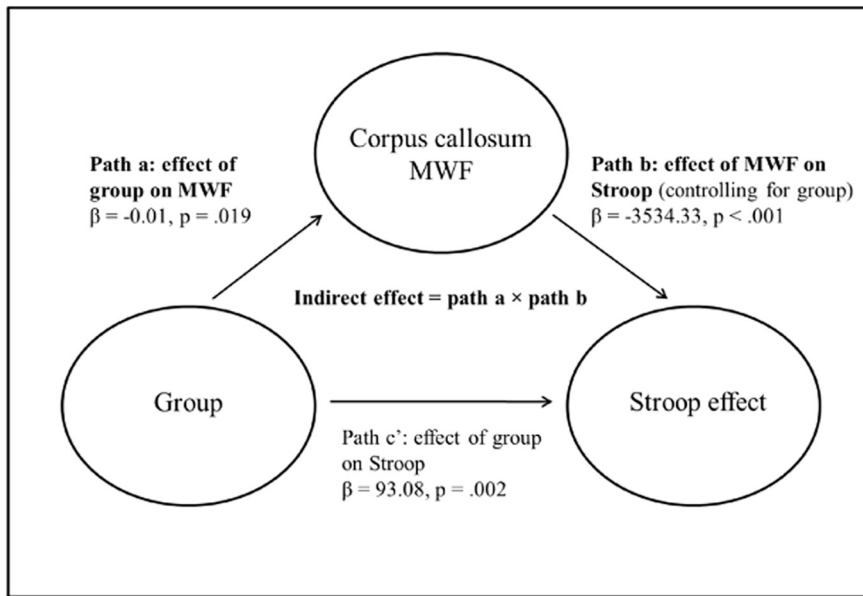 Corpus callosum
MWF
Path a: effect of
group on MWF
β = -0.01, p = .019
Path b: effect of MWF on
Stroop (controlling for group)
β = -3534.33, p < .001
Indirect effect = path a × path b
Group
Stroop effect
Path c’: effect of group
on Stroop
β = 93.08, p = .002